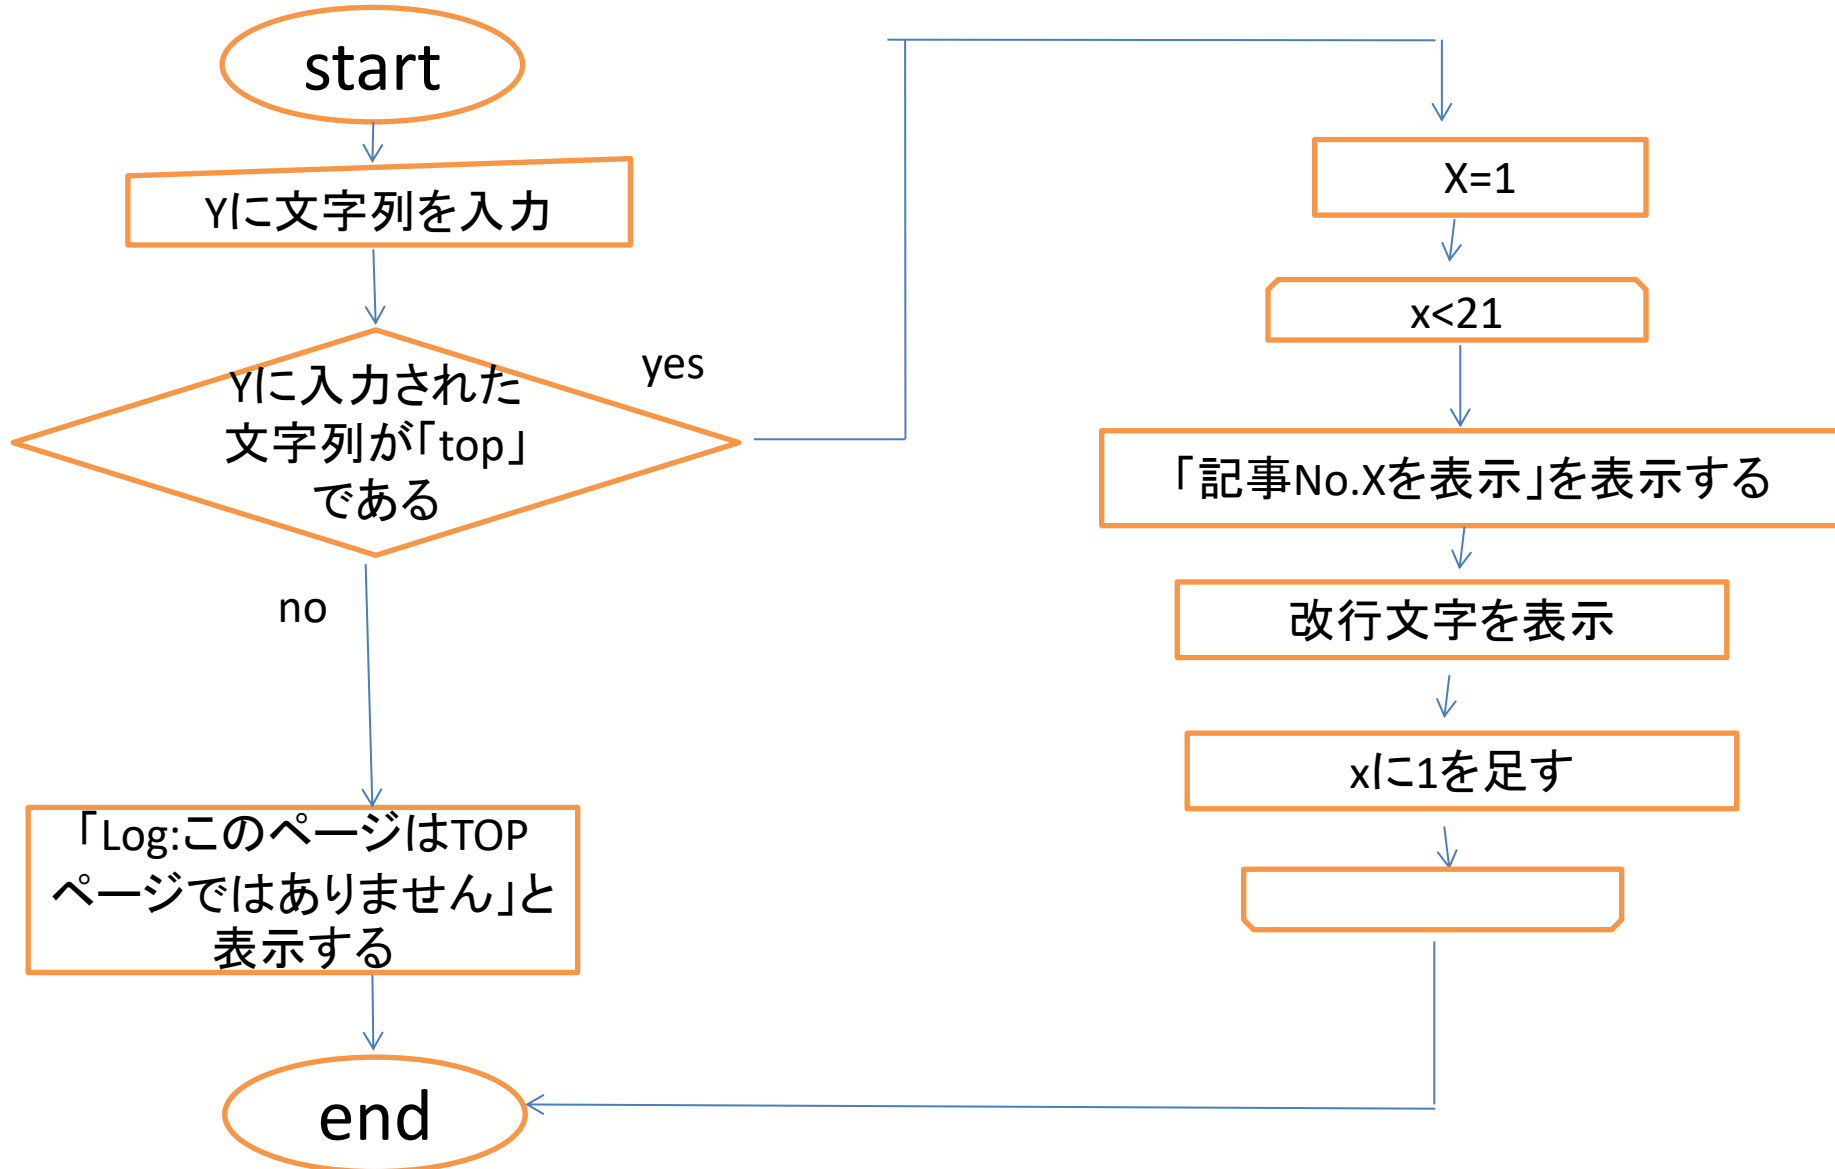 start
Yに文字列を入力
Yに入力された
文字列が「top」
である
yes
no
「Log:このページはTOP
ページではありません」と
表示する
end
X=1
x<21
「記事No.Xを表示」を表示する
改行文字を表示
xに1を足す